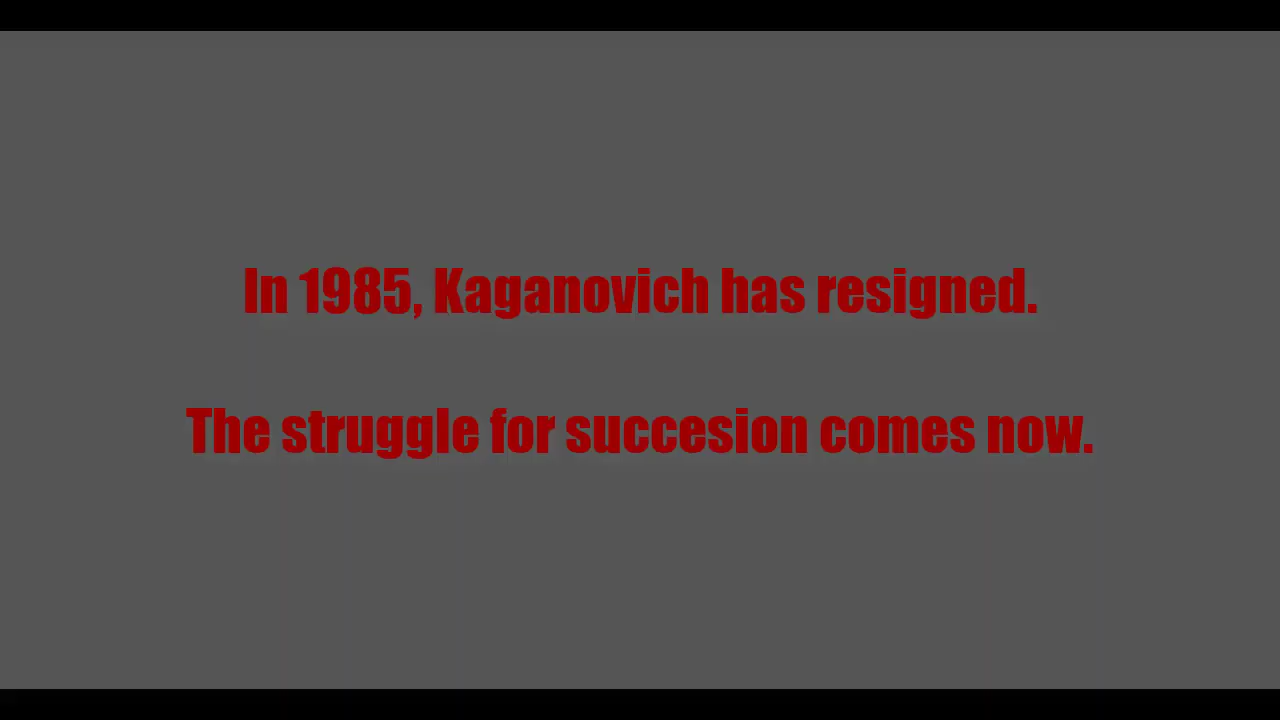 In 1985, Kaganovich has resigned.
The struggle for succesion comes now.